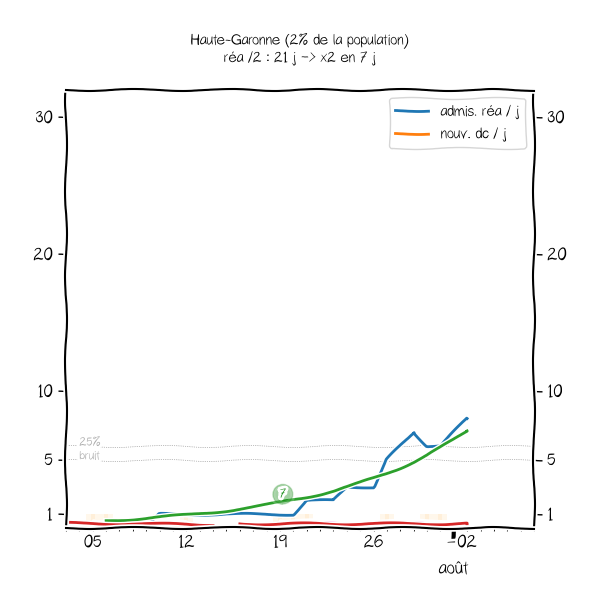 Haute-Garonne (2% de la population)
réa /2 : 21 j -> x2 en 7 j
admis. réa / j
nouv. dc / j
30
30
20
20
10
10
25%
bruit
5
5
7
1
1
05
12
19
26
02
août